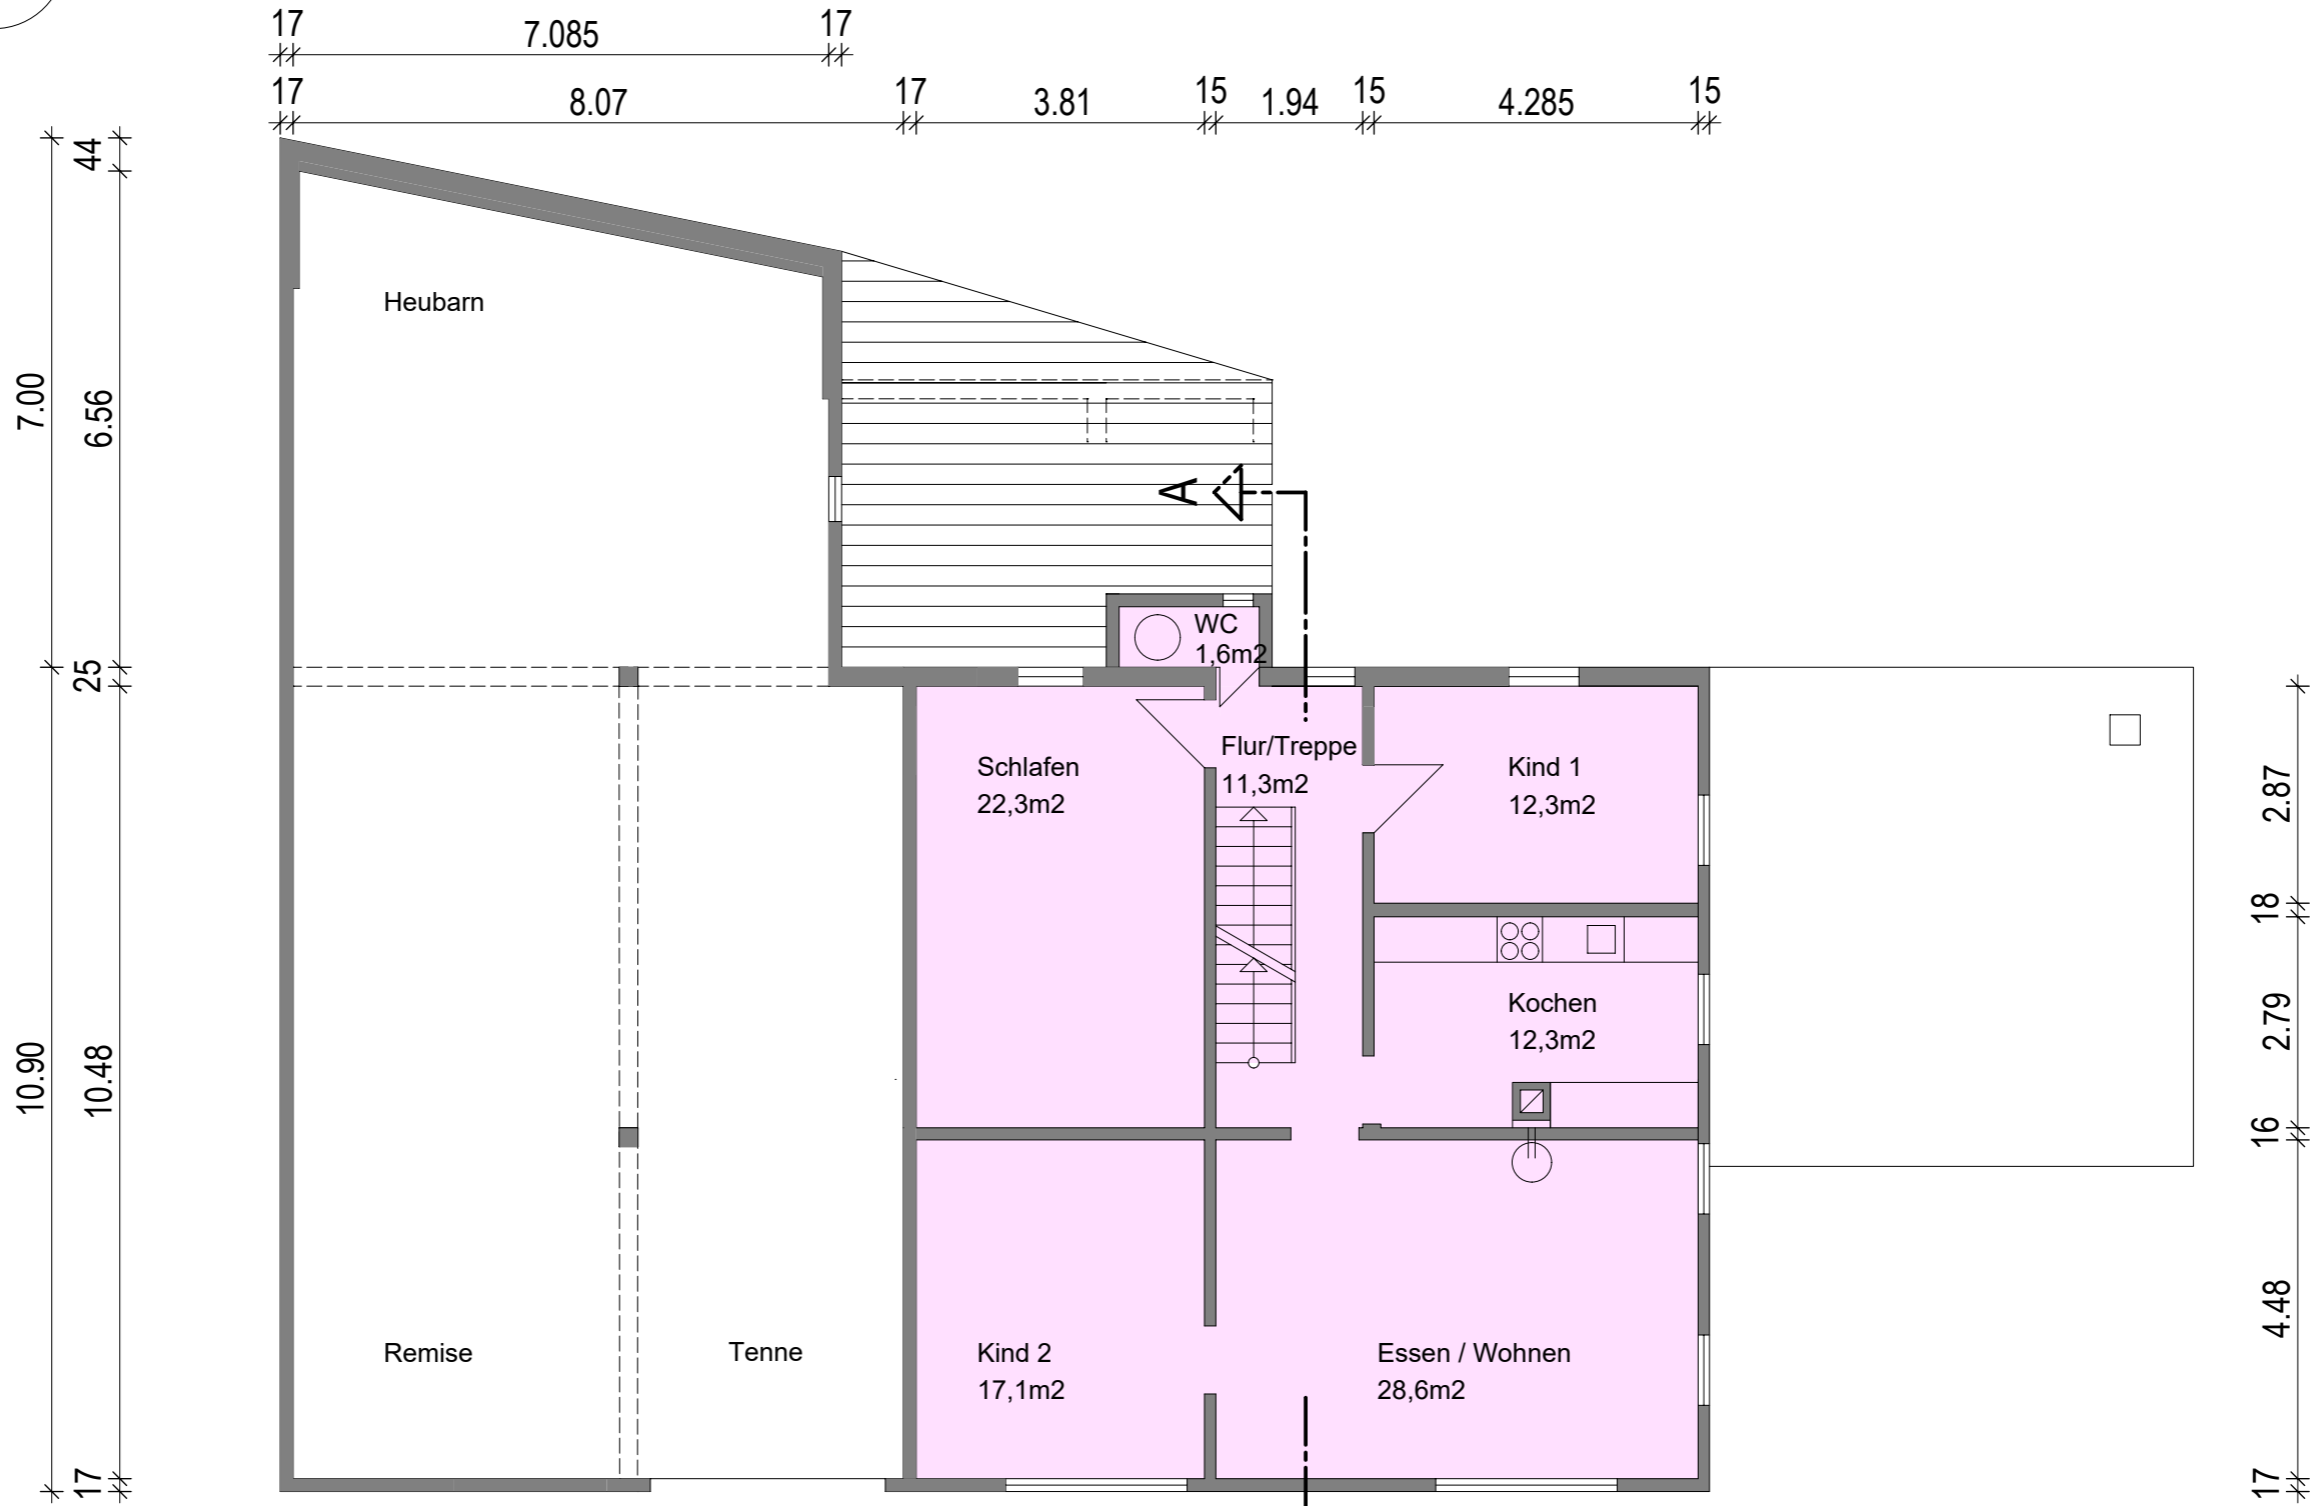 17 7.085 17
17 8.07 17 3.81 15 1.94 15 4.285 15
44
7.00
6.56
25
10.90
10.48
17
Heubarn
A
WC
1,6m2
Flur/Treppe
11,3m2
Schlafen
22,3m2
Kind 1
12,3m2
Kochen
12,3m2
Remise
Tenne
Kind 2
17,1m2
Essen / Wohnen
28,6m2
2.87
18
2.79
16
4.48
17